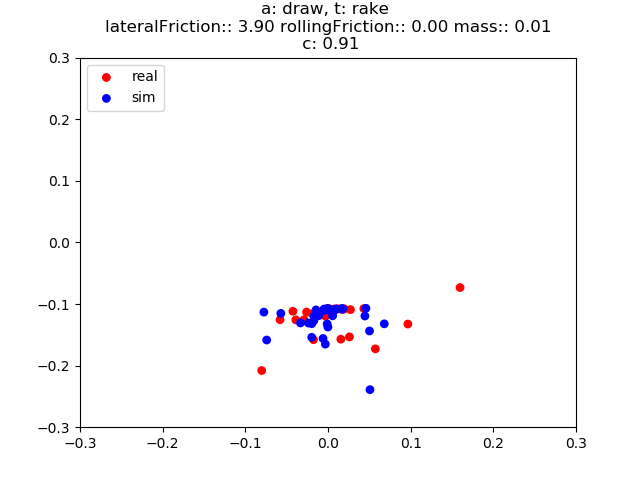 a: draw, t: rake
lateralFriction:: 3.90 rollingFriction:: 0.00 mass:: 0.01
c: 0.91
real
sim
0.3
0.2
0.1
0.0
−0.1
−0.2
−0.3
−0.3 −0.2 −0.1 0.0 0.1 0.2 0.3